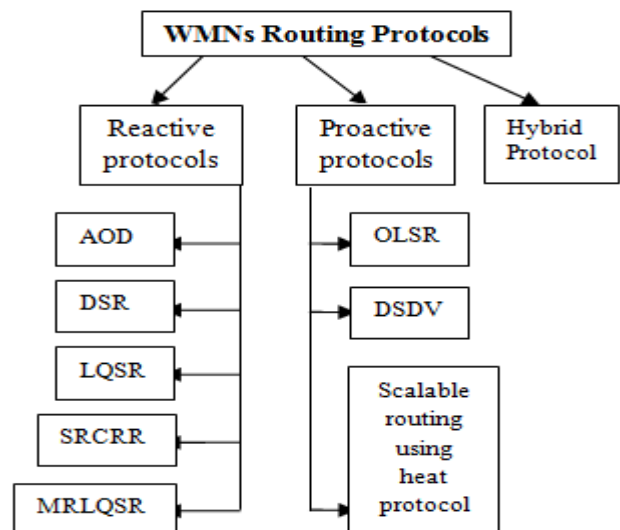 WMNs Routing Protocols
Reactive
protocols
Proactive
protocols
Hybrid
Protocol
AOD
DSR
LQSR
SRCRR
MRLQSR
OLSR
DSDV
Scalable
routing
using
heat
protocol